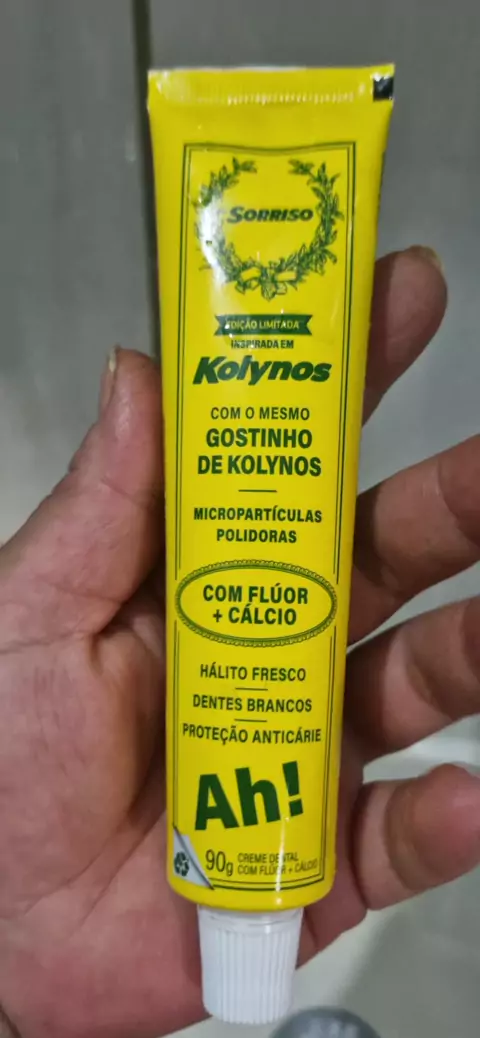 SORRISO
EDIÇÃO LIMITADA
INSPIRADA EM
Kolynos
COM O MESMO
GOSTINHO
DE KOLYNOS
MICROPARTÍCULAS
POLIDORAS
COM FLÚOR
+ CÁLCIO
HÁLITO FRESCO
DENTES BRANCOS
PROTEÇÃO ANTICÁRIE
Ah!
90g CREME DENTAL
COM FLÚOR + CÁLCIO